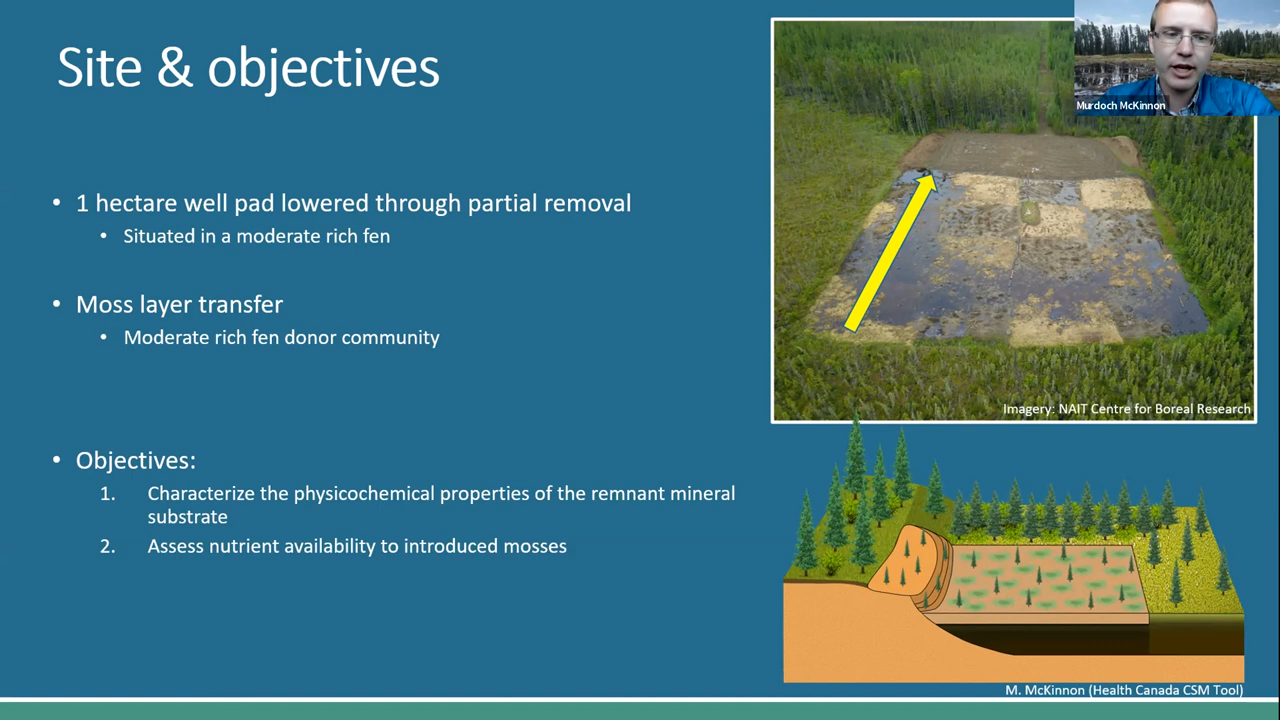 Site & objectives
Murdoch McKinnon
• 1 hectare well pad lowered through partial removal
• Situated in a moderate rich fen
• Moss layer transfer
• Moderate rich fen donor community
Imagery: NAIT Centre for Boreal Research
• Objectives:
1. Characterize the physicochemical properties of the remnant mineral
substrate
2. Assess nutrient availability to introduced mosses
M. McKinnon (Health Canada CSM Tool)